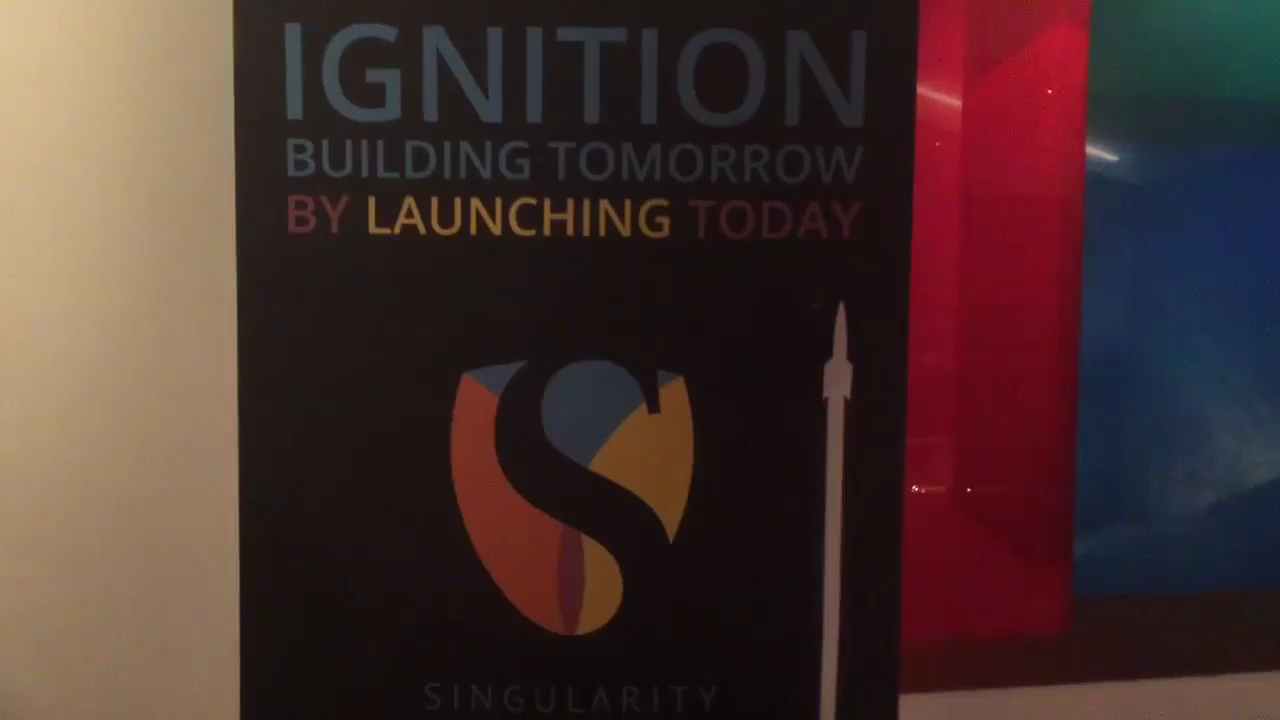 IGNITION
BUILDING TOMORROW
BY LAUNCHING TODAY
S
SINGULARITY